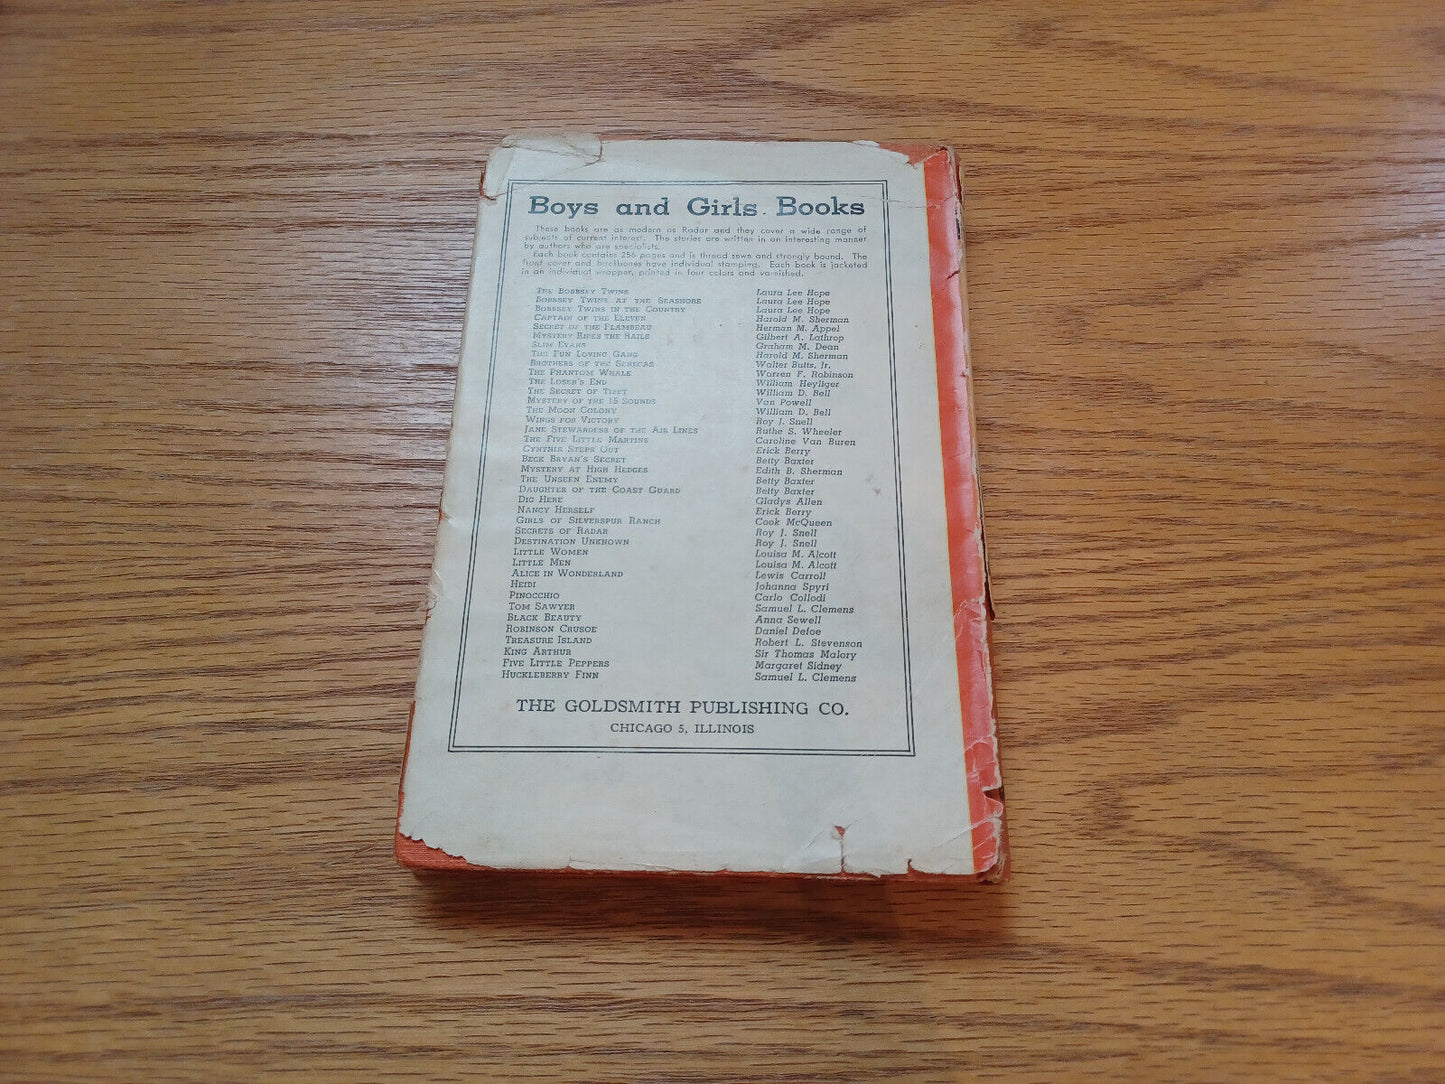 Boys and Girls Books
These books are as modern as Radar and they cover a wide range of
subjects of current interest. The stories are written in an interesting manner
by authors who are specialists.
Each book contains 256 pages and is thread sewn and strongly bound. The
front cover and backbones have individual stamping. Each book is jacketed
in an individual wrapper, printed in four colors and varnished.
THE BOBBSEY TWINS Laura Lee Hope
BOBBSEY TWINS AT THE SEASHORE Laura Lee Hope
BOBBSEY TWINS IN THE COUNTRY Laura Lee Hope
CAPTAIN OF THE ELEVEN Harold M. Sherman
SECRET OF THE FLAMBEAU Herman M. Appel
MYSTERY RIDES THE RAILS Gilbert A. Lathrop
SLIM EVANS Graham M. Dean
THE FUN LOVING GANG Harold M. Sherman
BROTHERS OF THE SENECAS Walter Butts, Jr.
THE PHANTOM WHALE Warren F. Robinson
THE LOSER'S END William Heyliger
THE SECRET OF TIBET William D. Bell
MYSTERY OF THE 15 SOUNDS Van Powell
THE MOON COLONY William D. Bell
WINGS FOR VICTORY Roy J. Snell
JANE STEWARDESS OF THE AIR LINES Ruthe S. Wheeler
THE FIVE LITTLE MARTINS Caroline Van Buren
CYNTHIA STEPS OUT Erick Berry
BECK BRYAN'S SECRET Betty Baxter
MYSTERY AT HIGH HEDGES Edith B. Sherman
THE UNSEEN ENEMY Betty Baxter
DAUGHTER OF THE COAST GUARD Betty Baxter
DIG HERE Gladys Allen
NANCY HERSELF Erick Berry
GIRLS OF SILVERSPUR RANCH Cook McQueen
SECRETS OF RADAR Roy J. Snell
DESTINATION UNKNOWN Roy J. Snell
LITTLE WOMEN Louisa M. Alcott
LITTLE MEN Louisa M. Alcott
ALICE IN WONDERLAND Lewis Carroll
HEIDI Johanna Spyri
PINOCCHIO Carlo Collodi
TOM SAWYER Samuel L. Clemens
BLACK BEAUTY Anna Sewell
ROBINSON CRUSOE Daniel Defoe
TREASURE ISLAND Robert L. Stevenson
KING ARTHUR Sir Thomas Malory
FIVE LITTLE PEPPERS Margaret Sidney
HUCKLEBERRY FINN Samuel L. Clemens
THE GOLDSMITH PUBLISHING CO.
CHICAGO 5, ILLINOIS